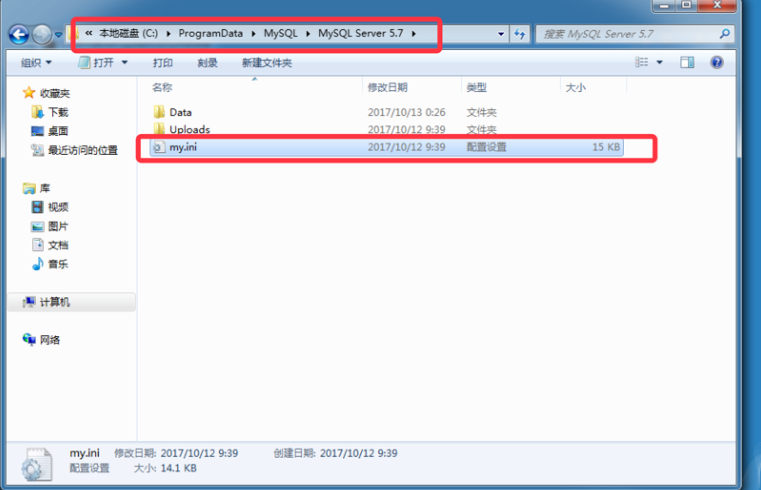 « 本地磁盘 (C:) ▸ ProgramData ▸ MySQL ▸ MySQL Server 5.7 ▸
搜索 MySQL Server 5.7
组织 打开 打印 刻录 新建文件夹
名称 修改日期 类型 大小
收藏夹
下载
桌面
最近访问的位置
库
视频
图片
文档
音乐
计算机
网络
Data 2017/10/13 0:26 文件夹
Uploads 2017/10/12 9:39 文件夹
my.ini 2017/10/12 9:39 配置设置 15 KB
my.ini 修改日期: 2017/10/12 9:39 创建日期: 2017/10/12 9:39
配置设置 大小: 14.1 KB